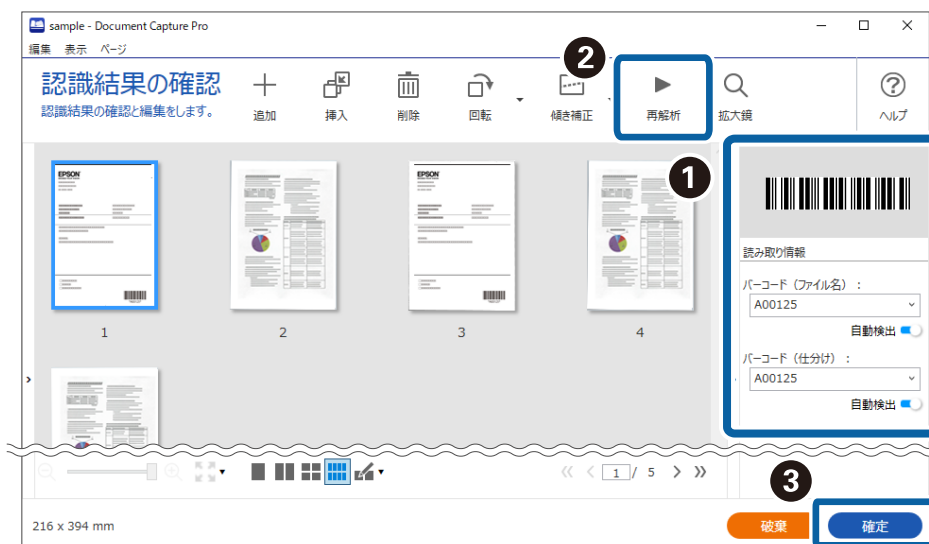 sample - Document Capture Pro
編集 表示 ページ
認識結果の確認
認識結果の確認と編集をします。
追加
挿入
削除
回転
傾き補正
2
再解析
拡大鏡
ヘルプ
1
EPSON
1
2
EPSON
3
4
読み取り情報
バーコード（ファイル名）：
A00125
自動検出
バーコード（仕分け）：
A00125
自動検出
1 / 5
3
216 x 394 mm
破棄
確定